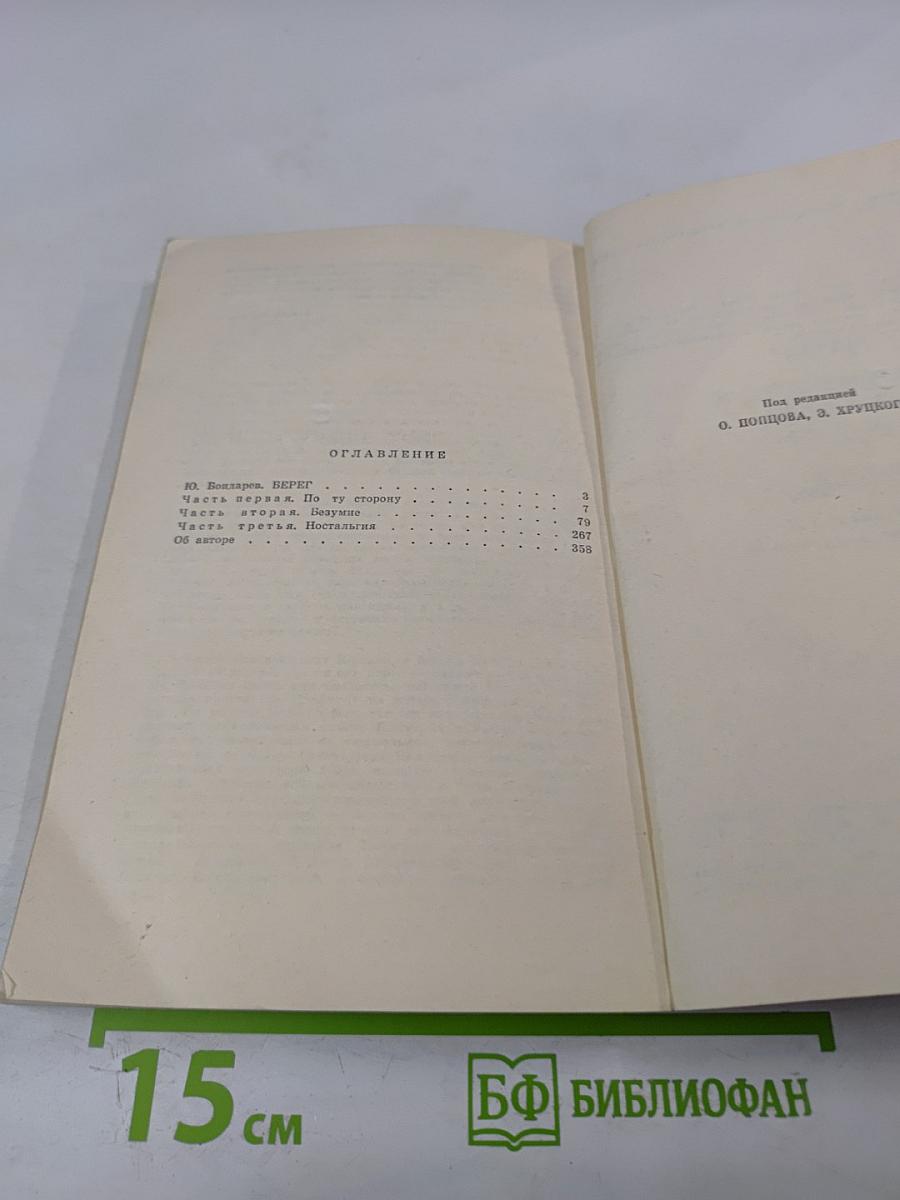 ОГЛАВЛЕНИЕ
Ю. Бондарев. БЕРЕГ . . . . . . . . . . . . . . . 3
Часть первая. По ту сторону . . . . . . . . . . 7
Часть вторая. Безумие . . . . . . . . . . . . 79
Часть третья. Ностальгия . . . . . . . . . . . 267
Об авторе . . . . . . . . . . . . . . . . . . 358
Под редакцией
О. ПОПЦОВА, Э. ХРУЦКОГ
15 см
БФ БИБЛИОФАН